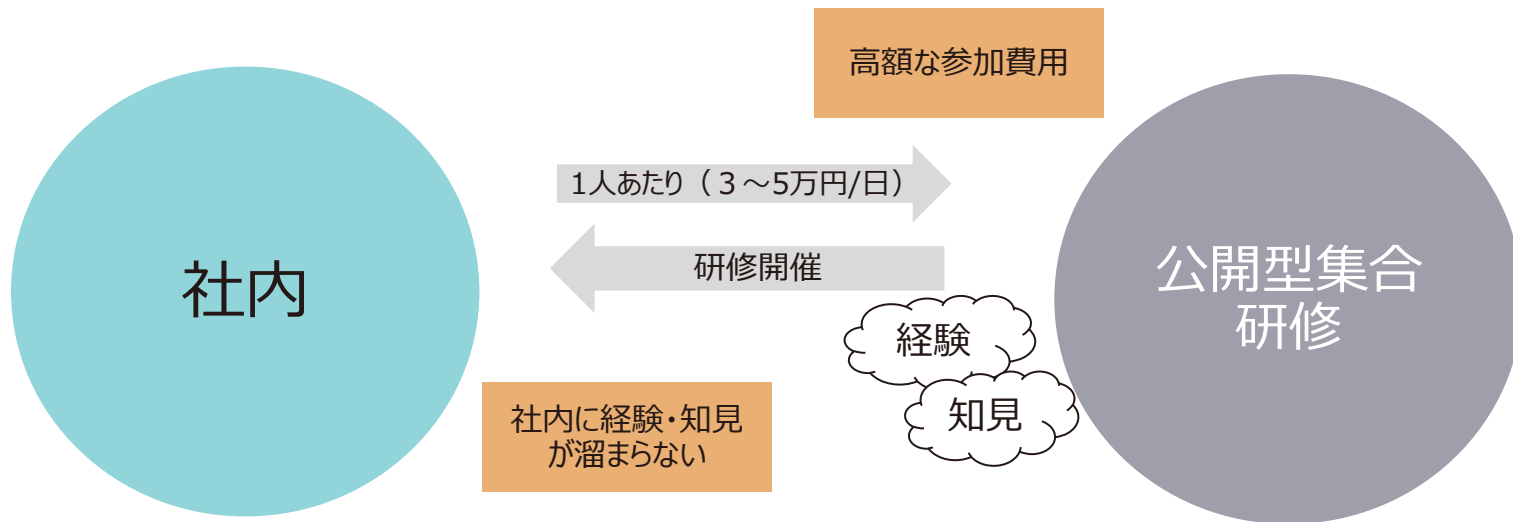 高額な参加費用
1人あたり（３～5万円/日）
研修開催
社内
公開型集合
研修
経験
知見
社内に経験・知見
が溜まらない